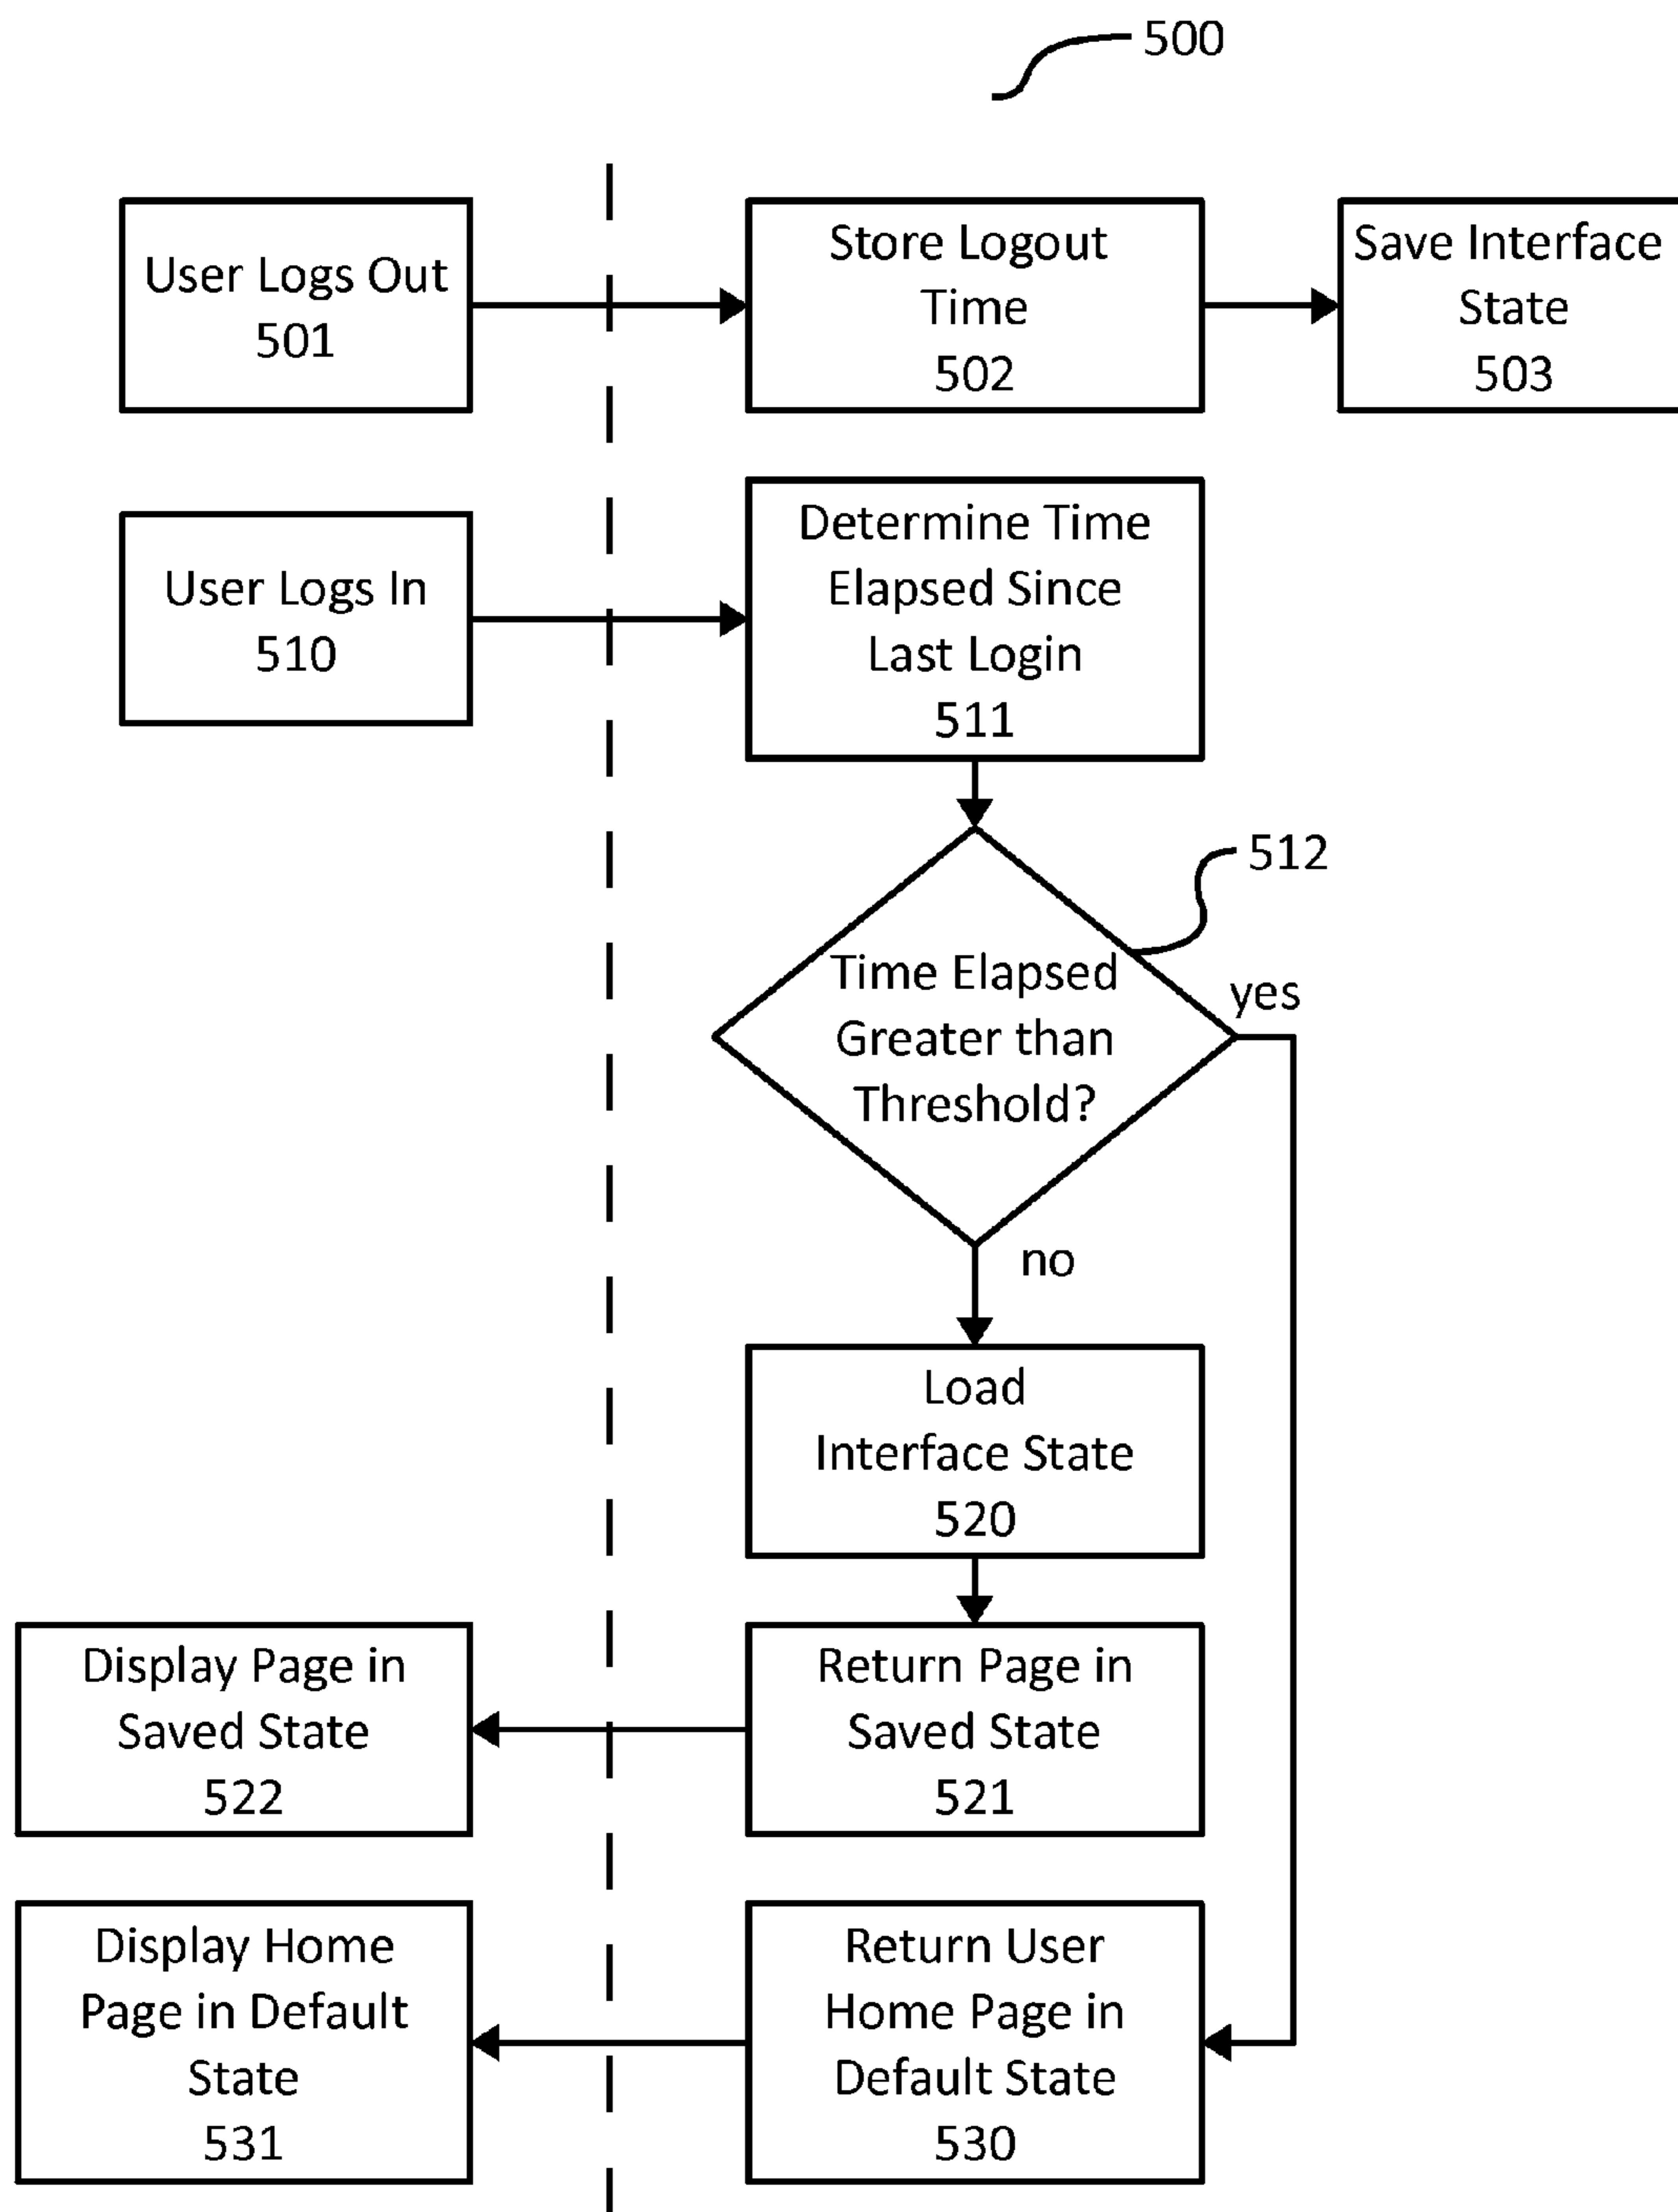 500
User Logs Out
501
Store Logout
Time
502
Save Interface
State
503
User Logs In
510
Determine Time
Elapsed Since
Last Login
511
512
Time Elapsed
Greater than
Threshold?
yes
no
Load
Interface State
520
Display Page in
Saved State
522
Return Page in
Saved State
521
Display Home
Page in Default
State
531
Return User
Home Page in
Default State
530